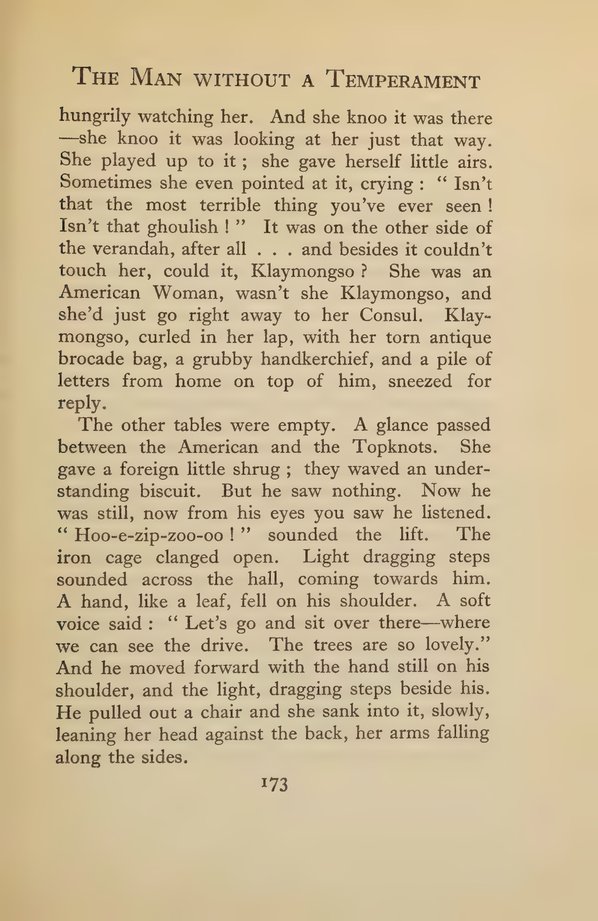 THE MAN WITHOUT A TEMPERAMENT
hungrily watching her. And she knoo it was there
—she knoo it was looking at her just that way.
She played up to it ; she gave herself little airs.
Sometimes she even pointed at it, crying : “ Isn’t
that the most terrible thing you’ve ever seen !
Isn’t that ghoulish ! ” It was on the other side of
the verandah, after all . . . and besides it couldn’t
touch her, could it, Klaymongso ? She was an
American Woman, wasn’t she Klaymongso, and
she’d just go right away to her Consul. Klay-
mongso, curled in her lap, with her torn antique
brocade bag, a grubby handkerchief, and a pile of
letters from home on top of him, sneezed for
reply.
The other tables were empty. A glance passed
between the American and the Topknots. She
gave a foreign little shrug ; they waved an under-
standing biscuit. But he saw nothing. Now he
was still, now from his eyes you saw he listened.
“ Hoo-e-zip-zoo-oo ! ” sounded the lift. The
iron cage clanged open. Light dragging steps
sounded across the hall, coming towards him.
A hand, like a leaf, fell on his shoulder. A soft
voice said : “ Let’s go and sit over there—where
we can see the drive. The trees are so lovely.”
And he moved forward with the hand still on his
shoulder, and the light, dragging steps beside his.
He pulled out a chair and she sank into it, slowly,
leaning her head against the back, her arms falling
along the sides.
173